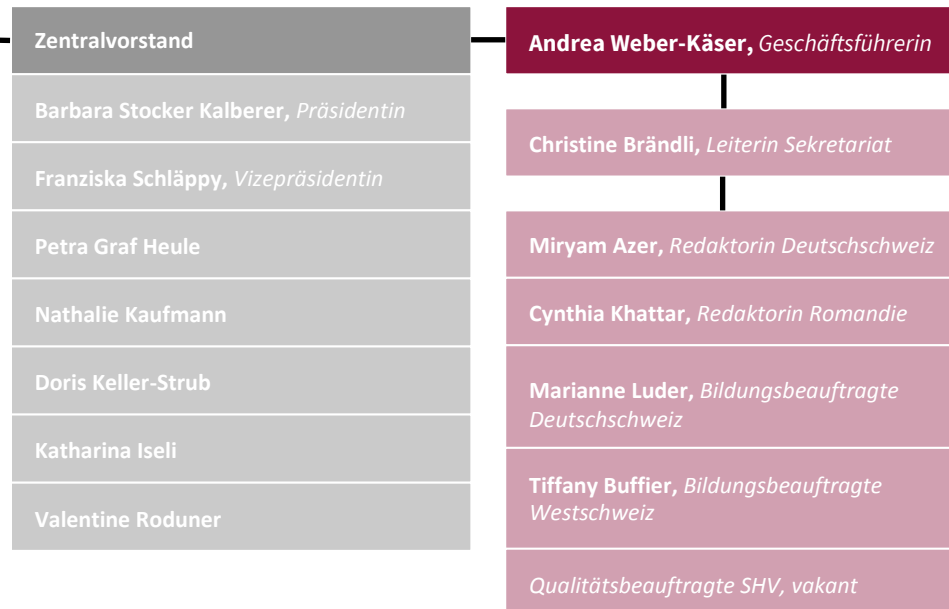 Zentralvorstand
Barbara Stocker Kalberer, Präsidentin
Franziska Schläppy, Vizepräsidentin
Petra Graf Heule
Nathalie Kaufmann
Doris Keller-Strub
Katharina Iseli
Valentine Roduner
Andrea Weber-Käser, Geschäftsführerin
Christine Brändli, Leiterin Sekretariat
Miryam Azer, Redaktorin Deutschschweiz
Cynthia Khattar, Redaktorin Romandie
Marianne Luder, Bildungsbeauftragte
Deutschschweiz
Tiffany Buffier, Bildungsbeauftragte
Westschweiz
Qualitätsbeauftragte SHV, vakant